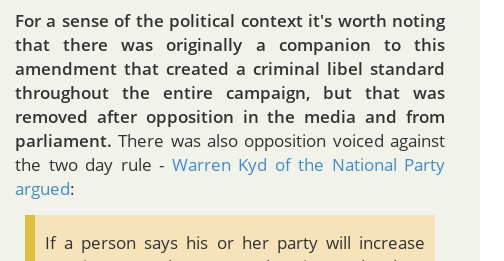 For a sense of the political context it's worth noting
that there was originally a companion to this
amendment that created a criminal libel standard
throughout the entire campaign, but that was
removed after opposition in the media and from
parliament. There was also opposition voiced against
the two day rule - Warren Kyd of the National Party
argued:
If a person says his or her party will increase